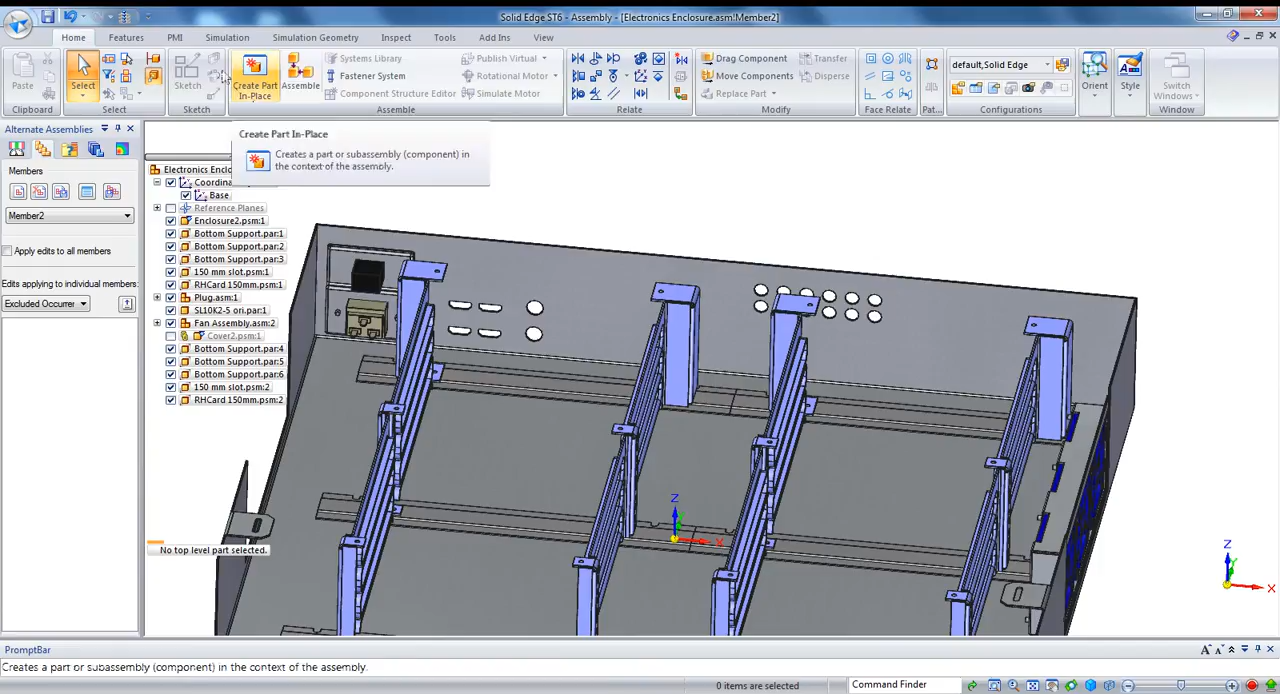 Solid Edge ST6 - Assembly - [Electronics Enclosure.asm!Member2]
Home Features PMI Simulation Simulation Geometry Inspect Tools Add Ins View
Paste
Clipboard
Select
Select
Sketch
Sketch
Create Part In-Place
Assemble
Systems Library
Fastener System
Component Structure Editor
Publish Virtual
Rotational Motor
Simulate Motor
Assemble
Relate
Drag Component
Move Components
Replace Part
Transfer
Disperse
Modify
Face Relate
Pat...
default,Solid Edge
Configurations
Orient
Style
Switch Windows
Window
Create Part In-Place
Creates a part or subassembly (component) in
the context of the assembly.
Alternate Assemblies
Members
Member2
Apply edits to all members
Edits applying to individual members
Excluded Occurrer
Electronics Enclo
Coordina
Base
Reference Planes
Enclosure2.psm:1
Bottom Support.par:1
Bottom Support.par:2
Bottom Support.par:3
150 mm slot.psm:1
RHCard 150mm.psm:1
Plug.asm:1
SL10K2-5 ori.par:1
Fan Assembly.asm:2
Cover2.psm:1
Bottom Support.par:4
Bottom Support.par:5
Bottom Support.par:6
150 mm slot.psm:2
RHCard 150mm.psm:2
No top level part selected.
Z
X
Z
X
PromptBar
Creates a part or subassembly (component) in the context of the assembly.
0 items are selected
Command Finder